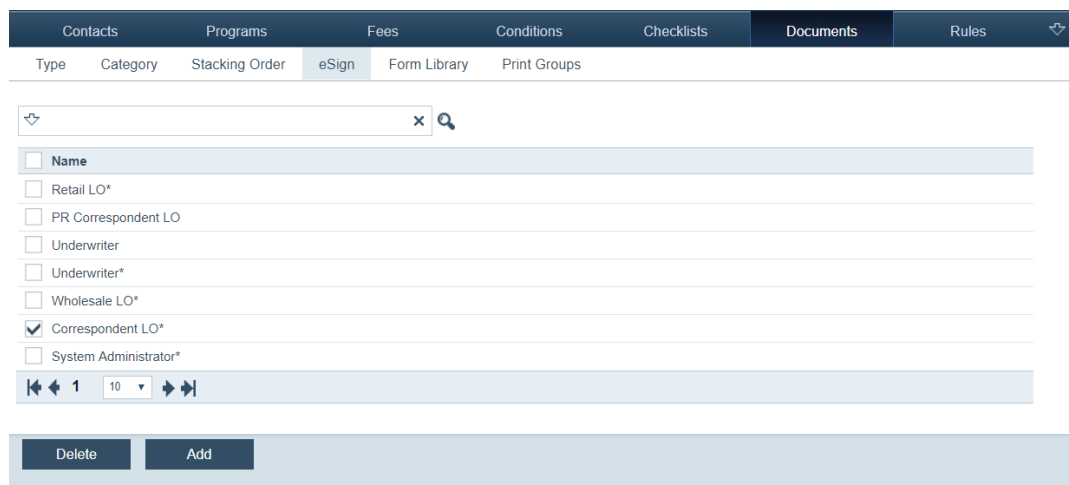 Contacts Programs Fees Conditions Checklists Documents Rules
Type Category Stacking Order eSign Form Library Print Groups
Name
Retail LO*
PR Correspondent LO
Underwriter
Underwriter*
Wholesale LO*
Correspondent LO*
System Administrator*
1 10
Delete Add